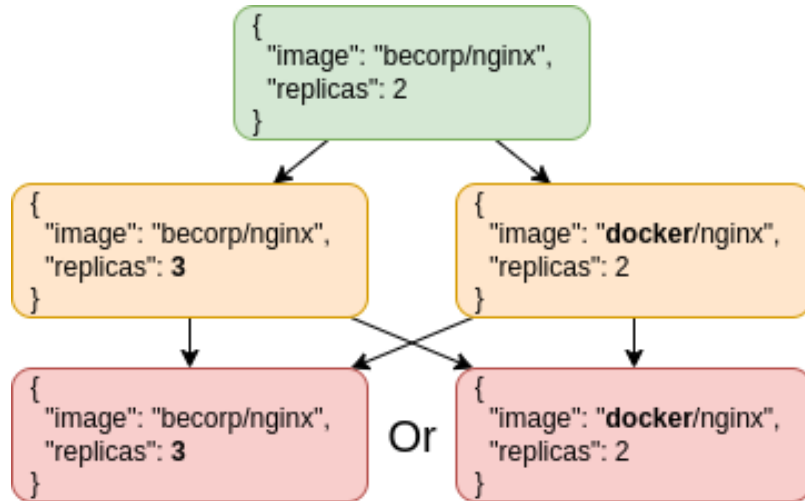 {
"image": "becorp/nginx",
"replicas": 2
}
{
"image": "becorp/nginx",
"replicas": 3
}
{
"image": "docker/nginx",
"replicas": 2
}
{
"image": "becorp/nginx",
"replicas": 3
}
Or
{
"image": "docker/nginx",
"replicas": 2
}